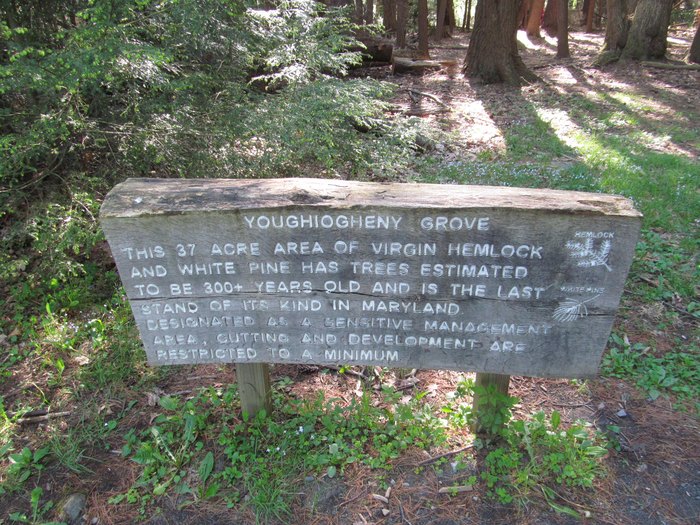 YOUGHIOGHENY GROVE
THIS 37 ACRE AREA OF VIRGIN HEMLOCK
AND WHITE PINE HAS TREES ESTIMATED
TO BE 300+ YEARS OLD AND IS THE LAST
STAND OF ITS KIND IN MARYLAND.
DESIGNATED AS A SENSITIVE MANAGEMENT
AREA, CUTTING AND DEVELOPMENT ARE
RESTRICTED TO A MINIMUM
HEMLOCK
WHITE PINE